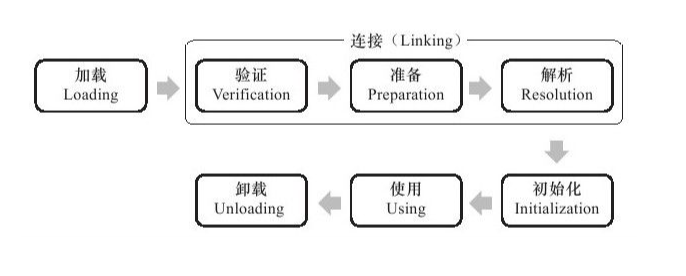 连接（Linking）
加载
Loading
验证
Verification
准备
Preparation
解析
Resolution
初始化
Initialization
使用
Using
卸载
Unloading